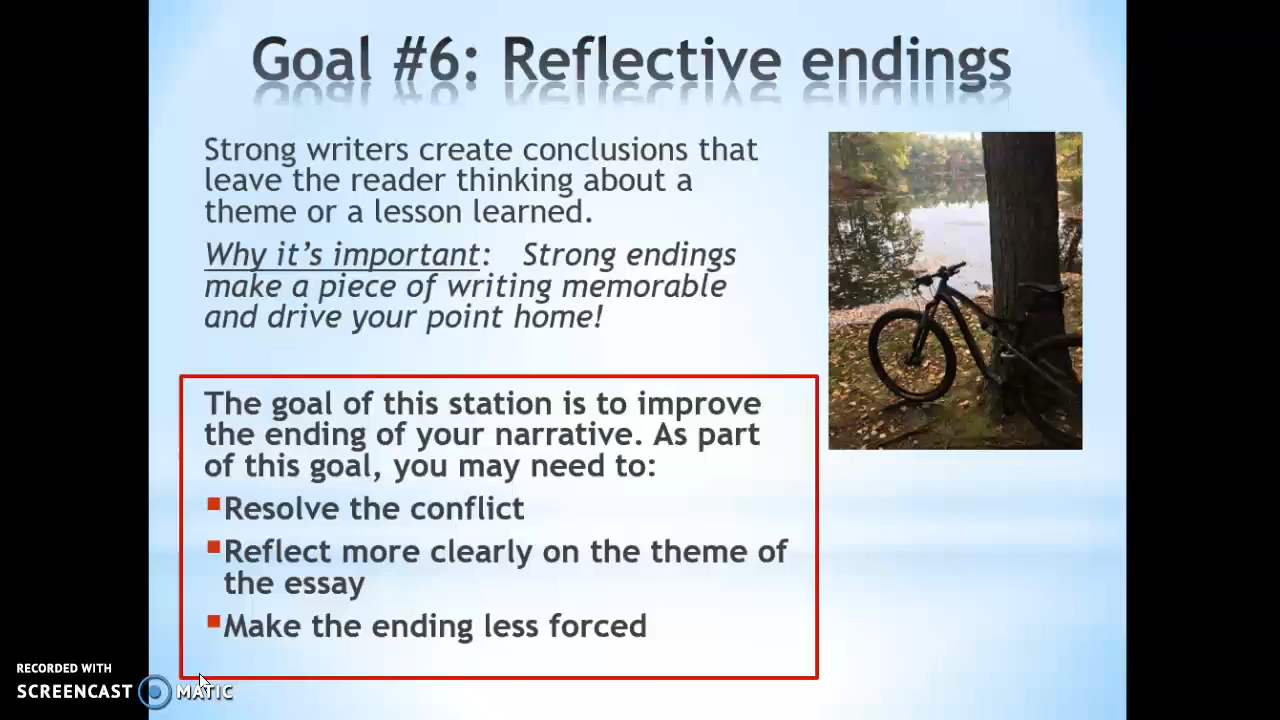 Goal #6: Reflective endings
Strong writers create conclusions that
leave the reader thinking about a
theme or a lesson learned.
Why it's important:   Strong endings
make a piece of writing memorable
and drive your point home!
The goal of this station is to improve
the ending of your narrative. As part
of this goal, you may need to:
▪Resolve the conflict
▪Reflect more clearly on the theme of
the essay
▪Make the ending less forced
RECORDED WITH
SCREENCAST MATIC